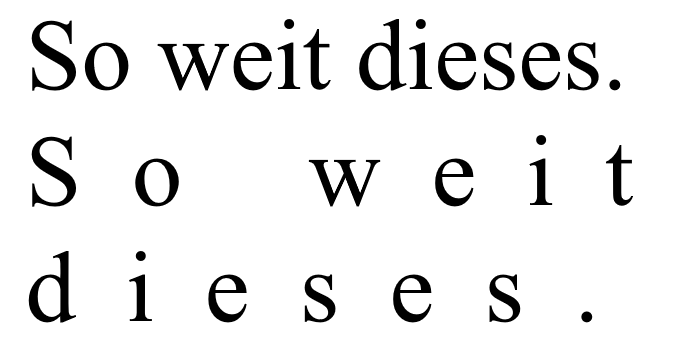 So weit dieses.
S o  w e i t
d i e s e s .